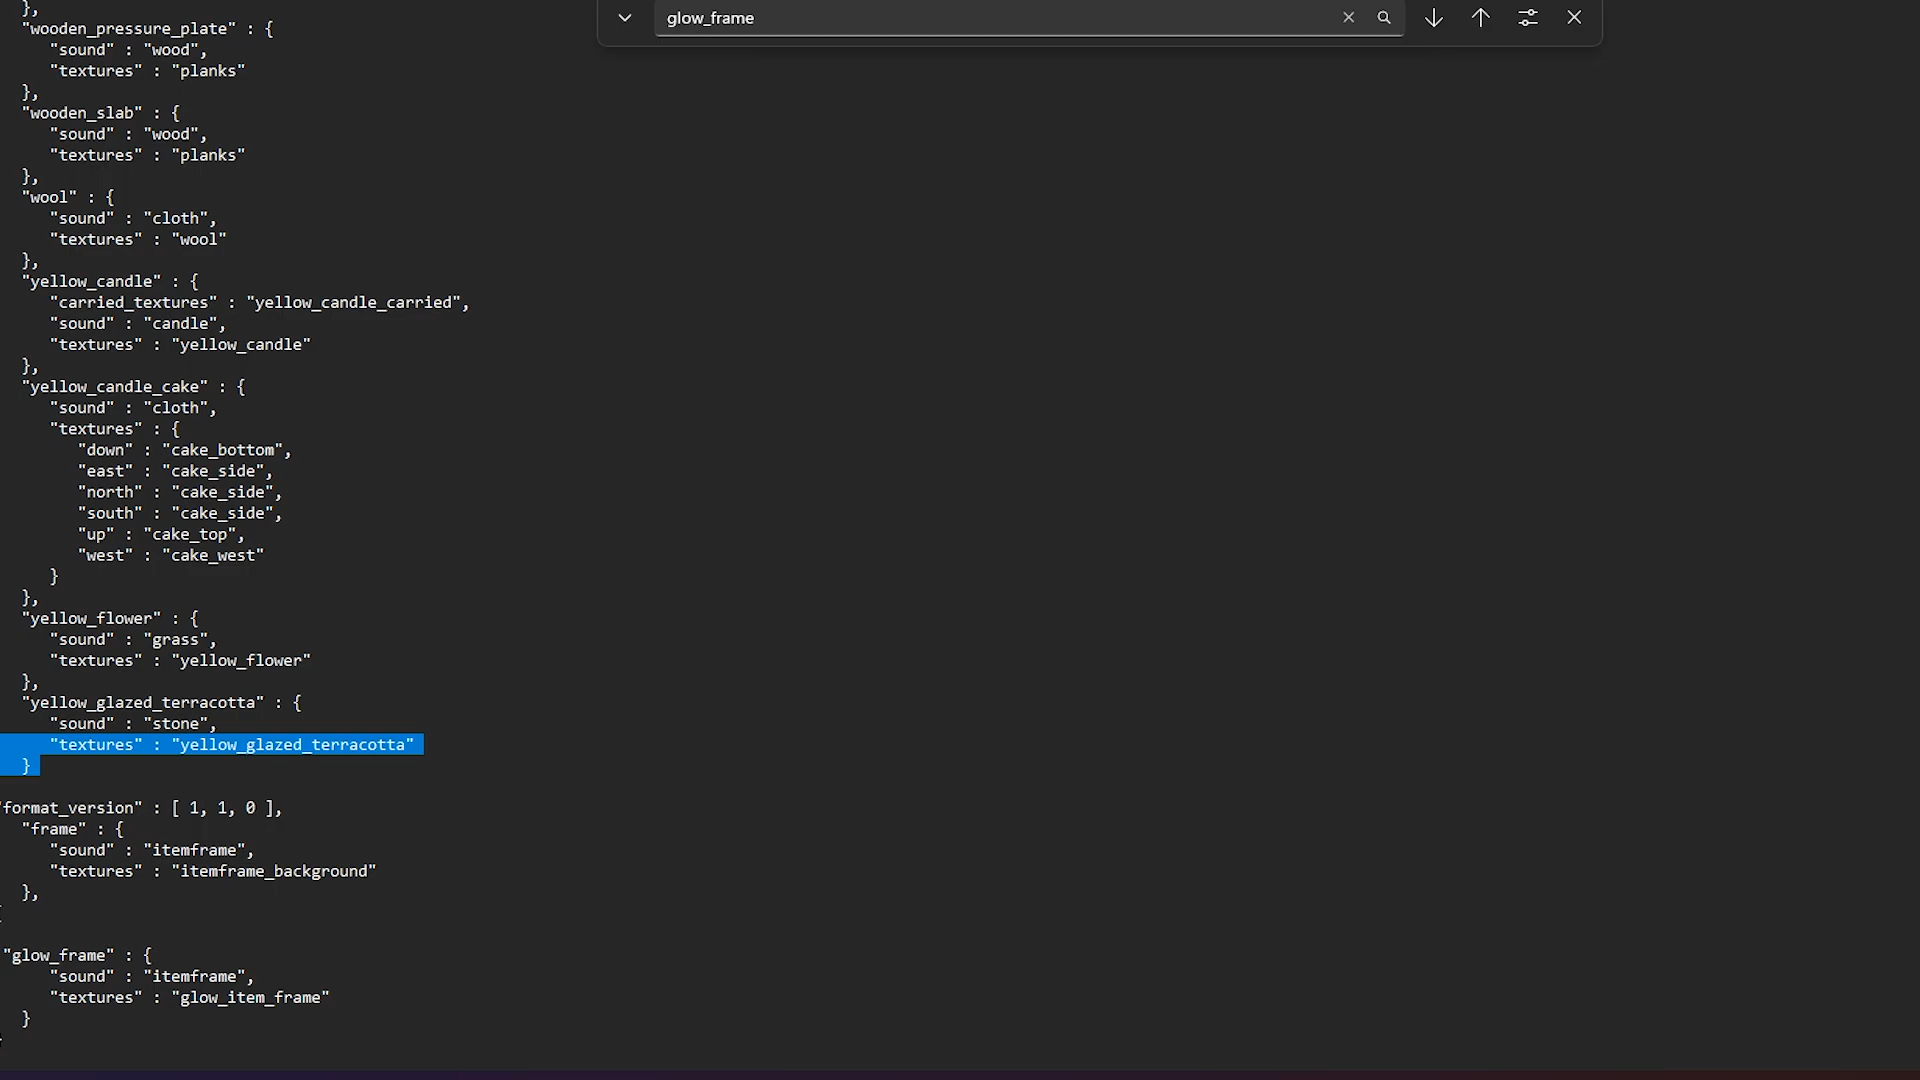 },
"wooden_pressure_plate" : {
"sound" : "wood",
"textures" : "planks"
},
"wooden_slab" : {
"sound" : "wood",
"textures" : "planks"
},
"wool" : {
"sound" : "cloth",
"textures" : "wool"
},
"yellow_candle" : {
"carried_textures" : "yellow_candle_carried",
"sound" : "candle",
"textures" : "yellow_candle"
},
"yellow_candle_cake" : {
"sound" : "cloth",
"textures" : {
"down" : "cake_bottom",
"east" : "cake_side",
"north" : "cake_side",
"south" : "cake_side",
"up" : "cake_top",
"west" : "cake_west"
}
},
"yellow_flower" : {
"sound" : "grass",
"textures" : "yellow_flower"
},
"yellow_glazed_terracotta" : {
"sound" : "stone",
"textures" : "yellow_glazed_terracotta"
}
"format_version" : [ 1, 1, 0 ],
"frame" : {
"sound" : "itemframe",
"textures" : "itemframe_background"
},
"glow_frame" : {
"sound" : "itemframe",
"textures" : "glow_item_frame"
}
glow_frame